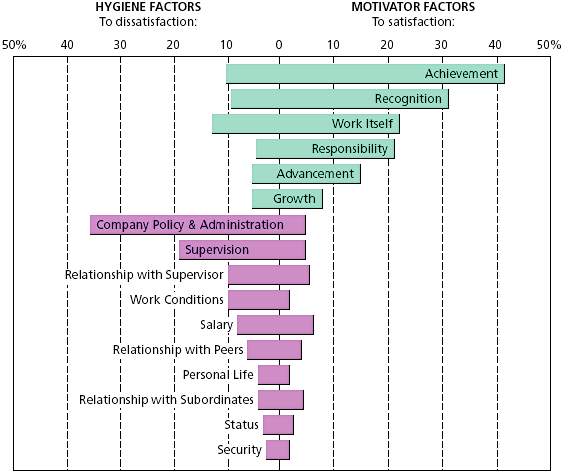 HYGIENE FACTORS MOTIVATOR FACTORS
To dissatisfaction: To satisfaction:
50% 40 30 20 10 0 10 20 30 40 50%
Achievement
Recognition
Work Itself
Responsibility
Advancement
Growth
Company Policy & Administration
Supervision
Relationship with Supervisor
Work Conditions
Salary
Relationship with Peers
Personal Life
Relationship with Subordinates
Status
Security